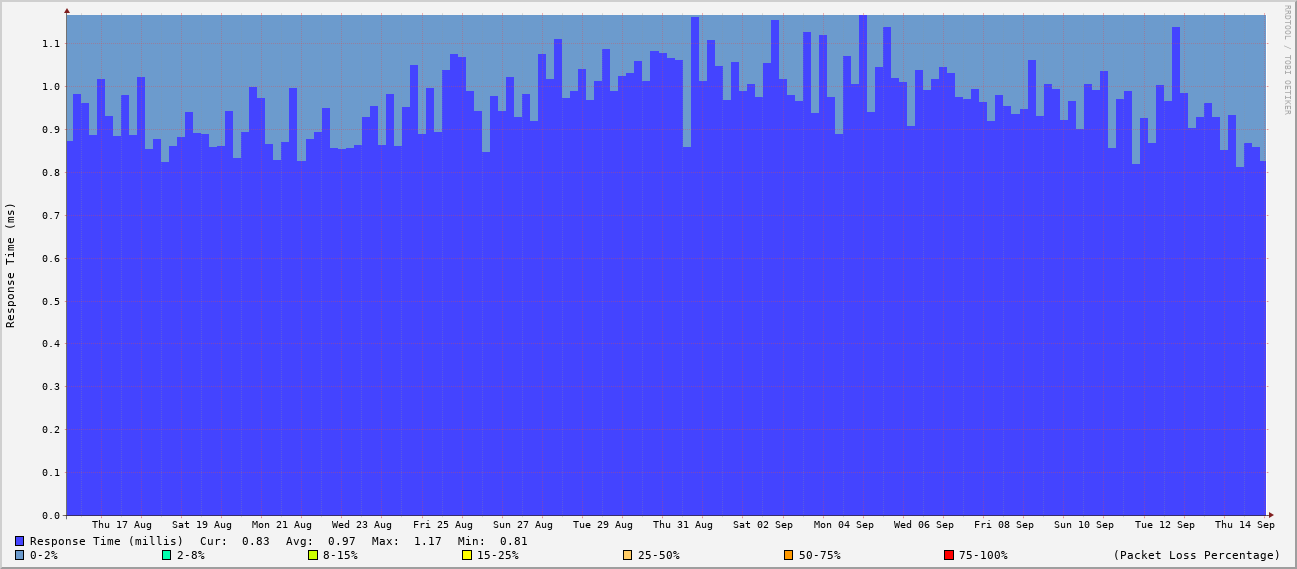 RRDTOOL / TOBI OETIKER
Response Time (ms)
1.1
1.0
0.9
0.8
0.7
0.6
0.5
0.4
0.3
0.2
0.1
0.0
Thu 17 Aug Sat 19 Aug Mon 21 Aug Wed 23 Aug Fri 25 Aug Sun 27 Aug Tue 29 Aug Thu 31 Aug Sat 02 Sep Mon 04 Sep Wed 06 Sep Fri 08 Sep Sun 10 Sep Tue 12 Sep Thu 14 Sep
Response Time (millis) Cur: 0.83 Avg: 0.97 Max: 1.17 Min: 0.81
0-2% 2-8% 8-15% 15-25% 25-50% 50-75% 75-100% (Packet Loss Percentage)